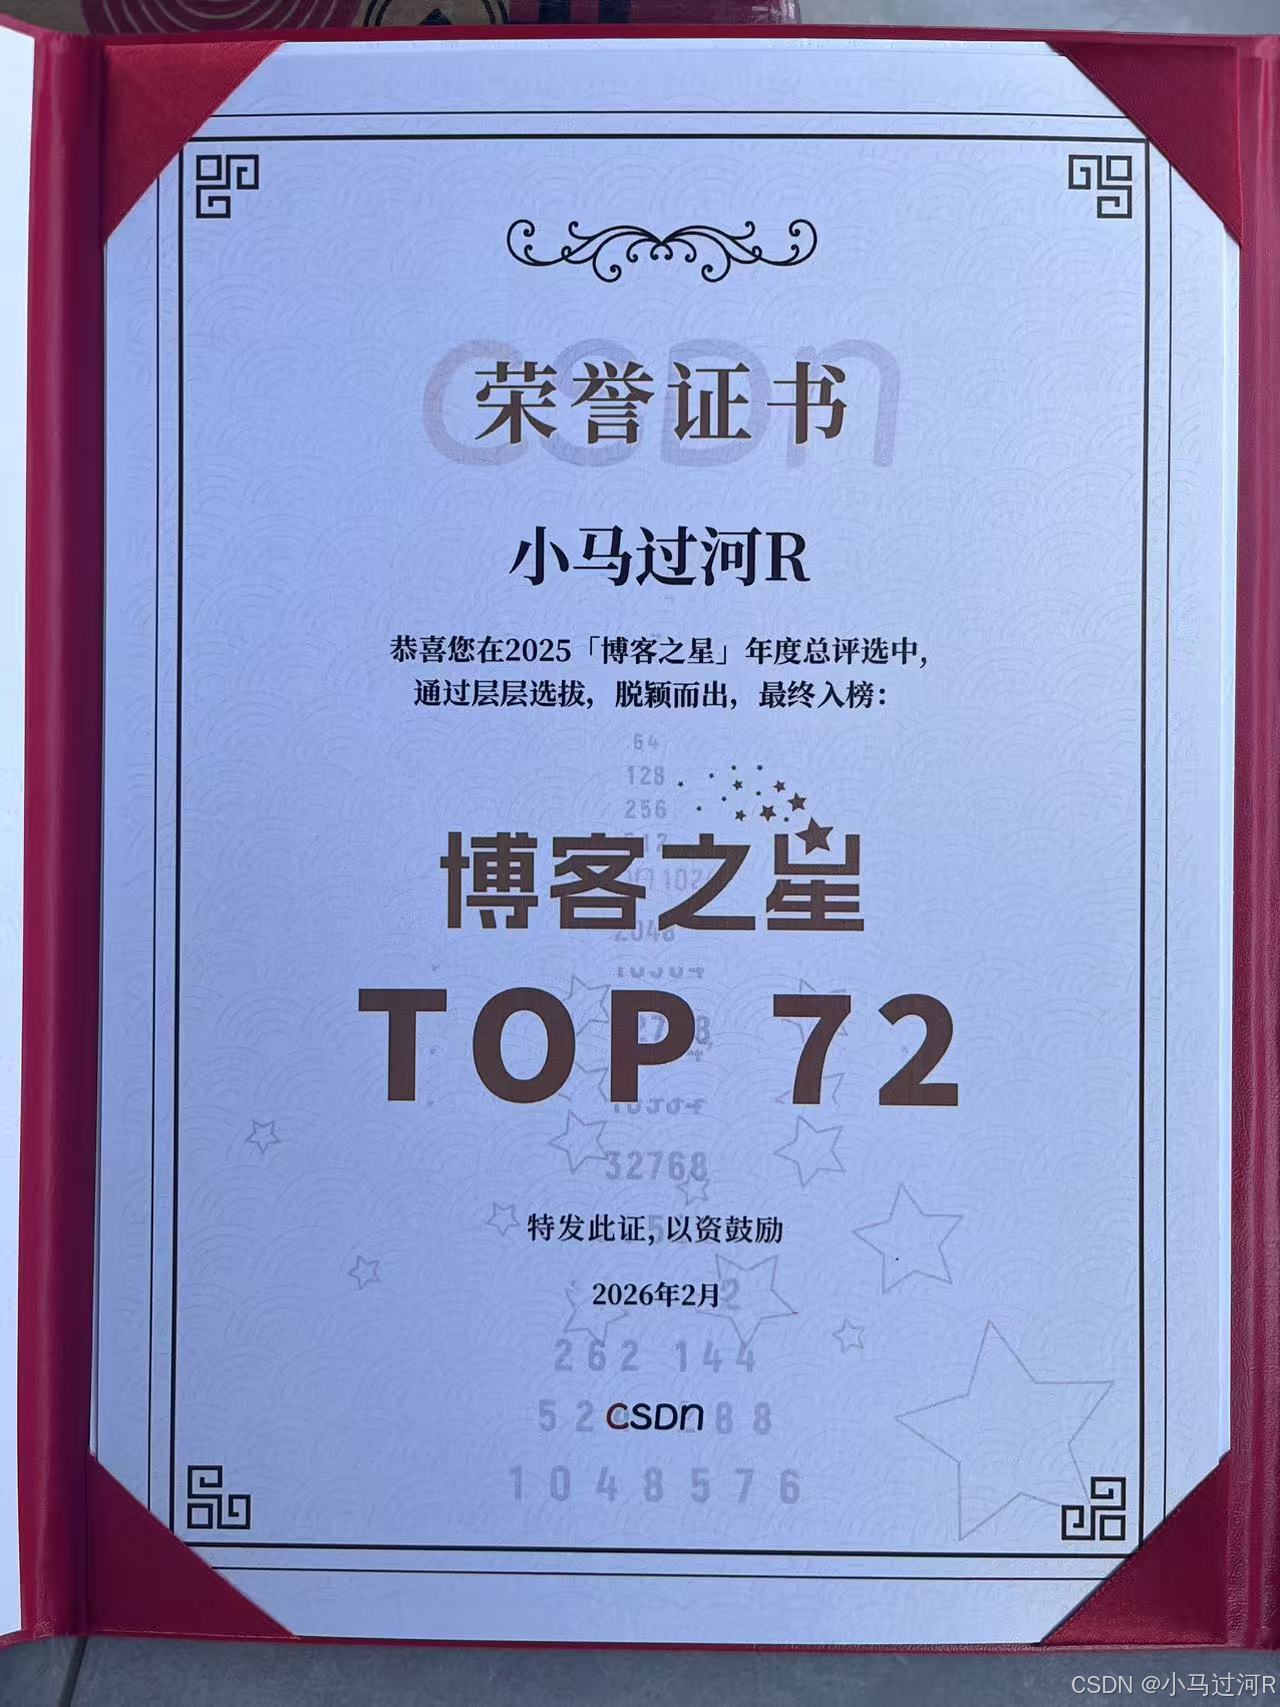 荣誉证书
小马过河R
恭喜您在2025「博客之星」年度总评选中,
通过层层选拔，脱颖而出，最终入榜：
64
128
256
博客之星
2048
TOP 72
32768
特发此证, 以资鼓励
2026年2月
262 144
CSDN
1048576
CSDN @小马过河R